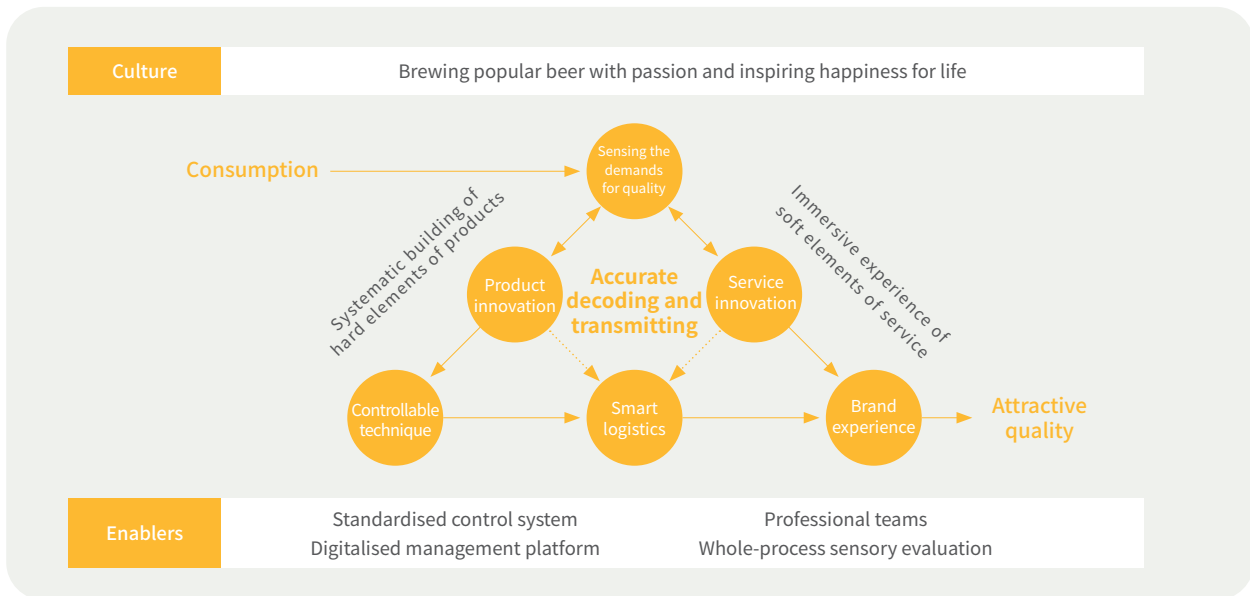 Culture
Brewing popular beer with passion and inspiring happiness for life
Consumption
Sensing the
demands
for quality
Systematic building of
hard elements of products
Immersive experience of
soft elements of service
Product
innovation
Accurate
decoding and
transmitting
Service
innovation
Controllable
technique
Smart
logistics
Brand
experience
Attractive
quality
Enablers
Standardised control system
Digitalised management platform
Professional teams
Whole-process sensory evaluation